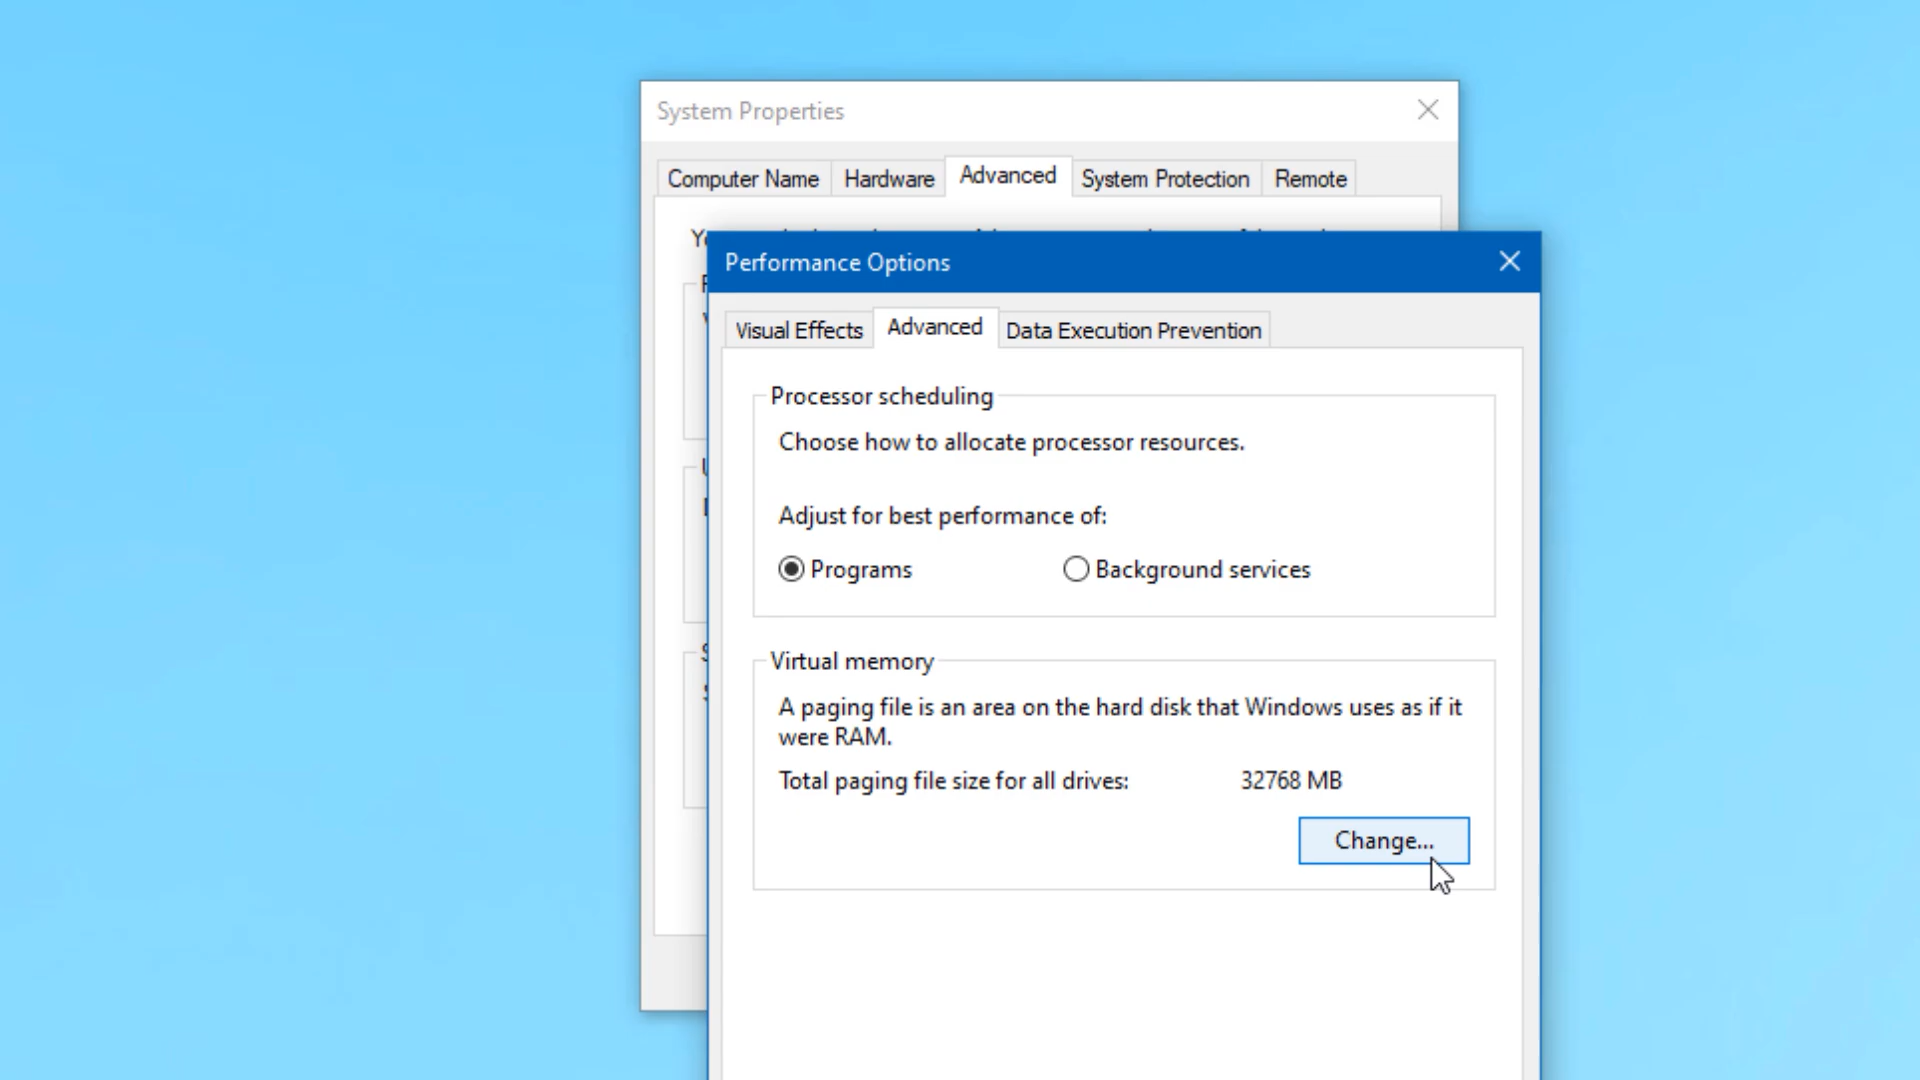 System Properties
Computer Name Hardware Advanced System Protection Remote
Performance Options
Visual Effects Advanced Data Execution Prevention
Processor scheduling
Choose how to allocate processor resources.
Adjust for best performance of:
Programs Background services
Virtual memory
A paging file is an area on the hard disk that Windows uses as if it
were RAM.
Total paging file size for all drives: 32768 MB
Change...